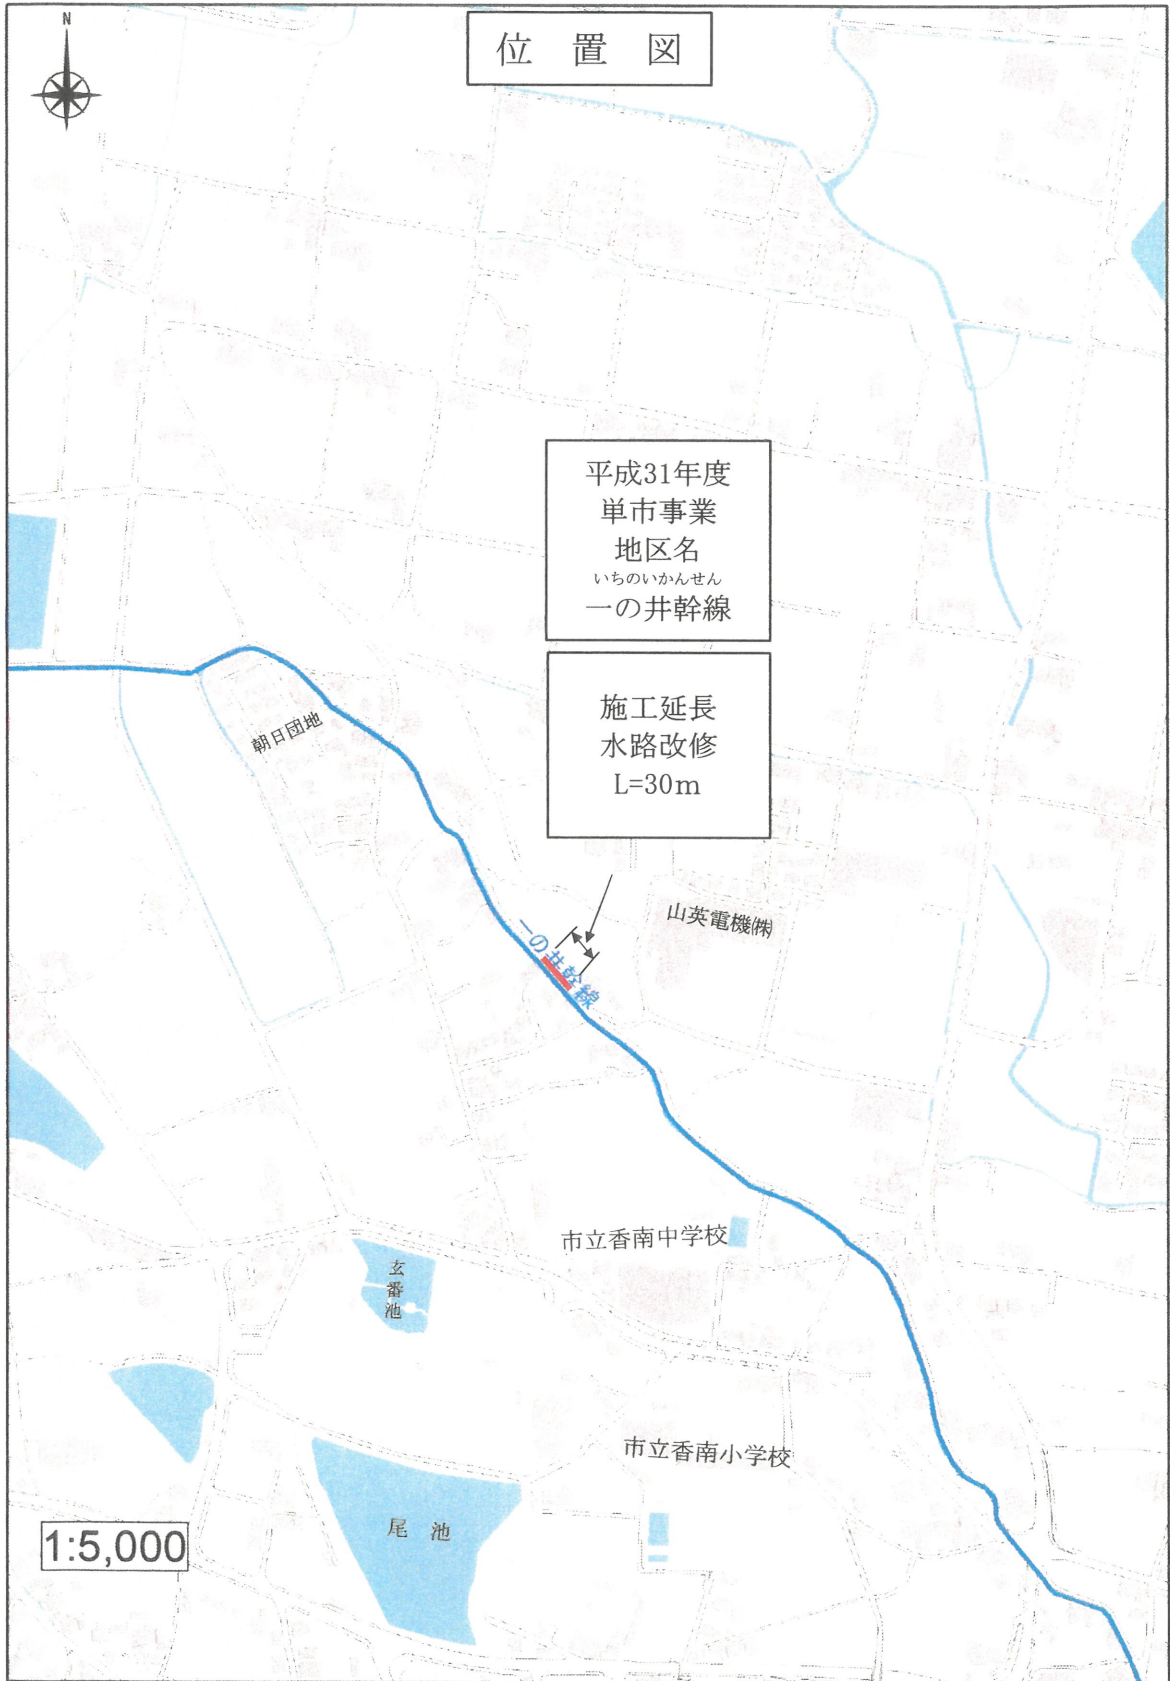 N
位置図
平成31年度
単市事業
地区名
いちのいかんせん
一の井幹線
施工延長
水路改修
L=30m
朝日団地
山英電機㈱
一の井幹線
市立香南中学校
玄番池
市立香南小学校
尾池
1:5,000